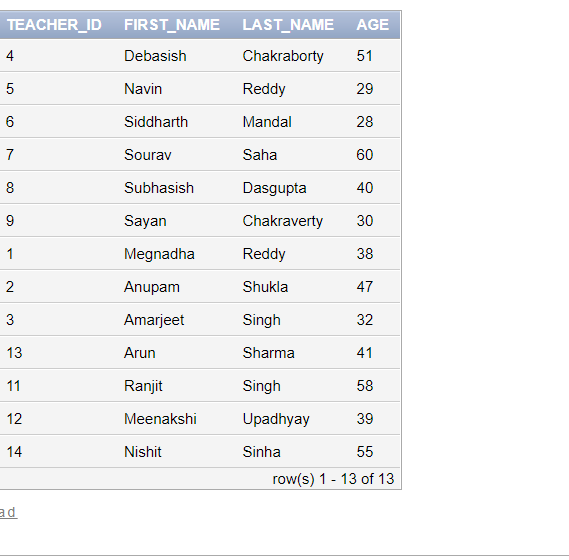 TEACHER_ID FIRST_NAME LAST_NAME AGE
4 Debasish Chakraborty 51
5 Navin Reddy 29
6 Siddharth Mandal 28
7 Sourav Saha 60
8 Subhasish Dasgupta 40
9 Sayan Chakraverty 30
1 Megnadha Reddy 38
2 Anupam Shukla 47
3 Amarjeet Singh 32
13 Arun Sharma 41
11 Ranjit Singh 58
12 Meenakshi Upadhyay 39
14 Nishit Sinha 55
row(s) 1 - 13 of 13
ad